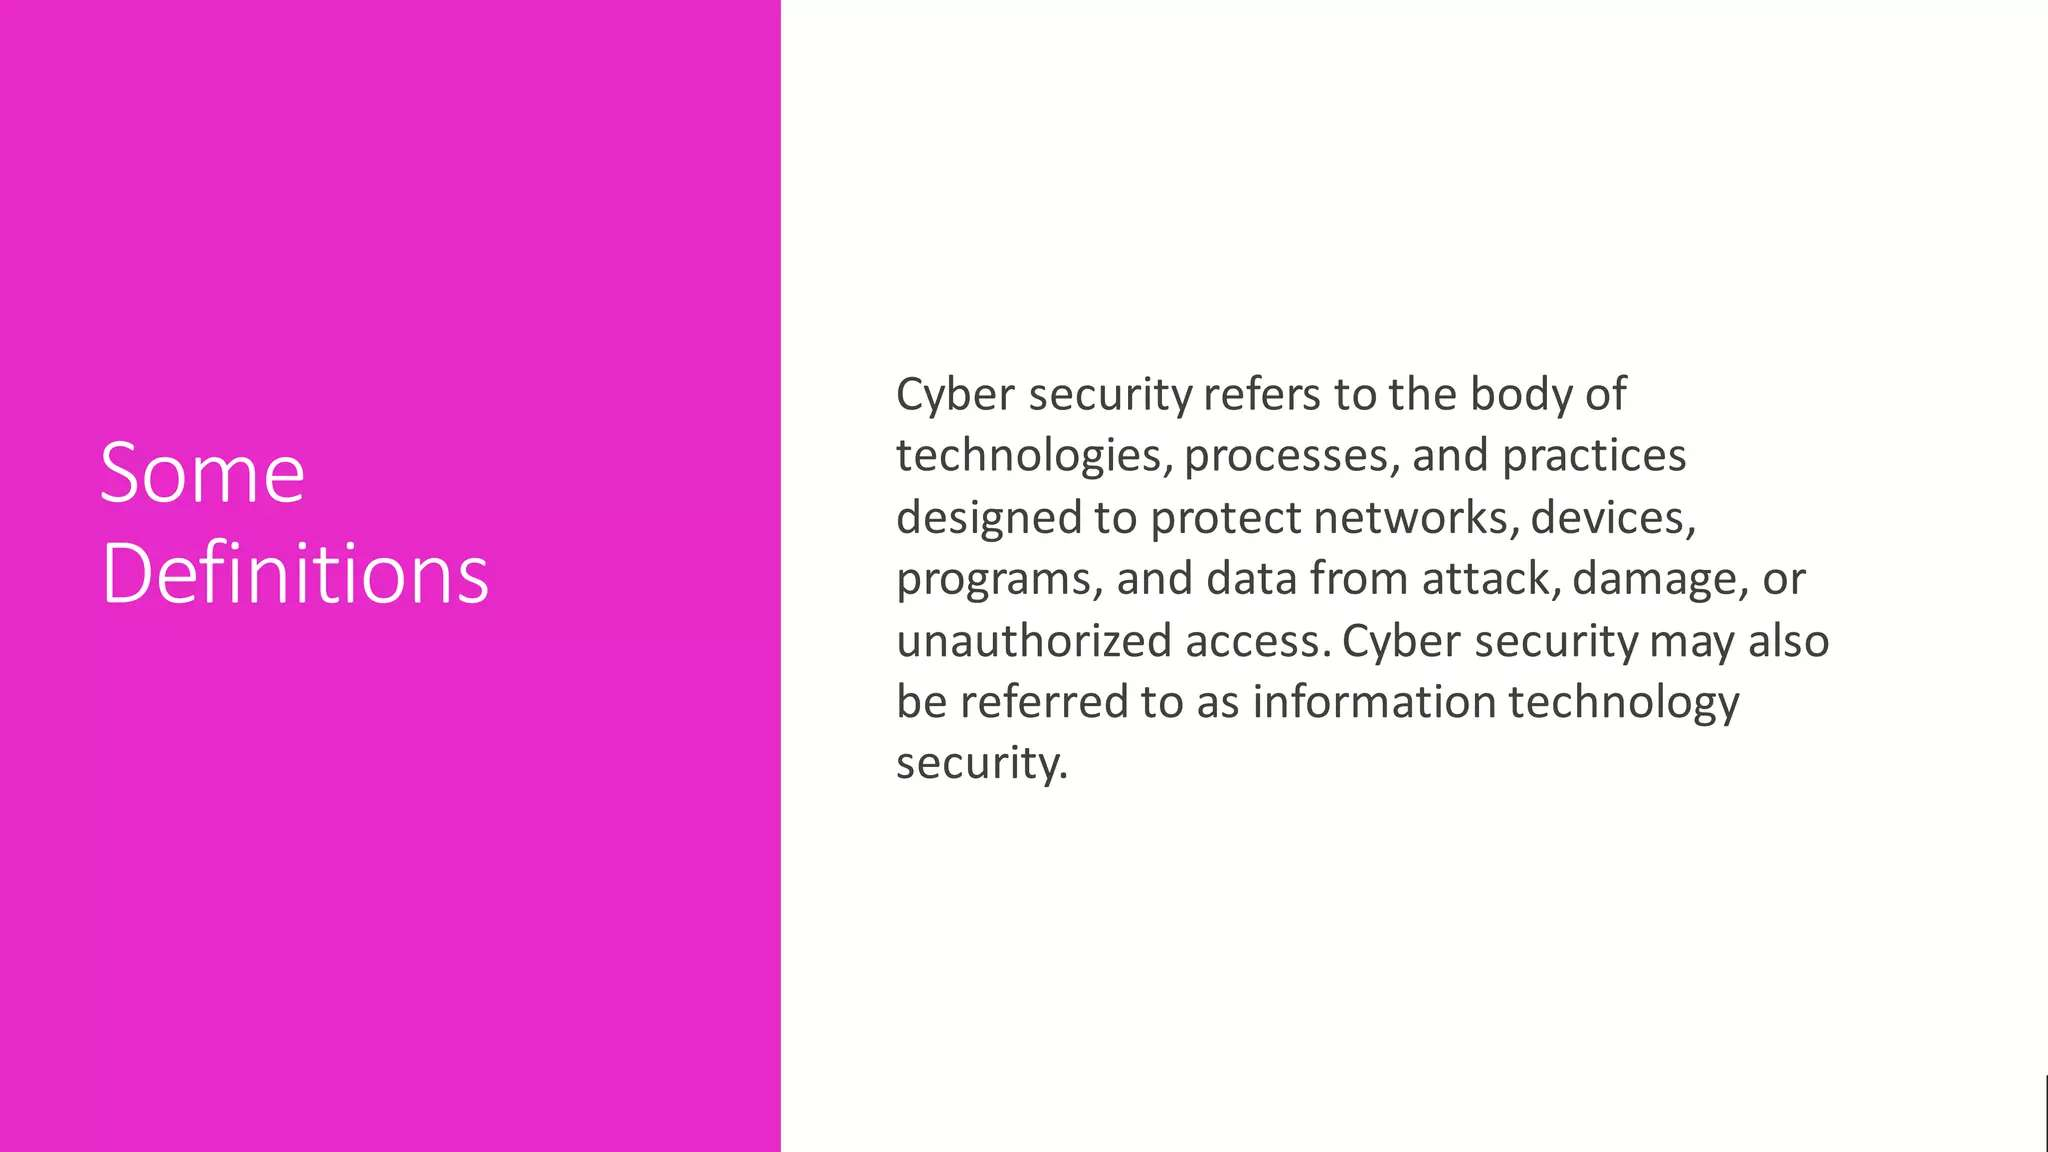 Some
Definitions
Cyber security refers to the body of
technologies, processes, and practices
designed to protect networks, devices,
programs, and data from attack, damage, or
unauthorized access. Cyber security may also
be referred to as information technology
security.